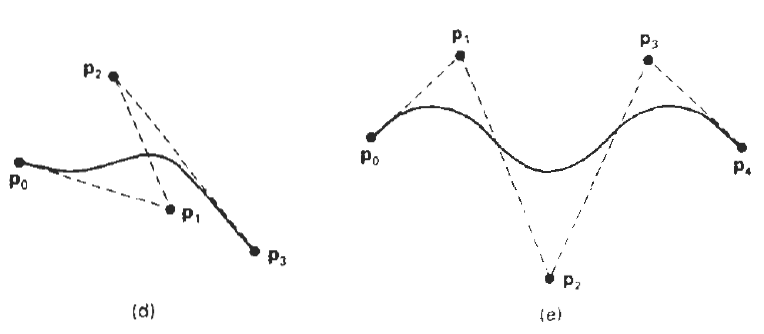 p₂
p₀
p₁
p₃
(d)
p₁
p₃
p₀
p₄
p₂
(e)